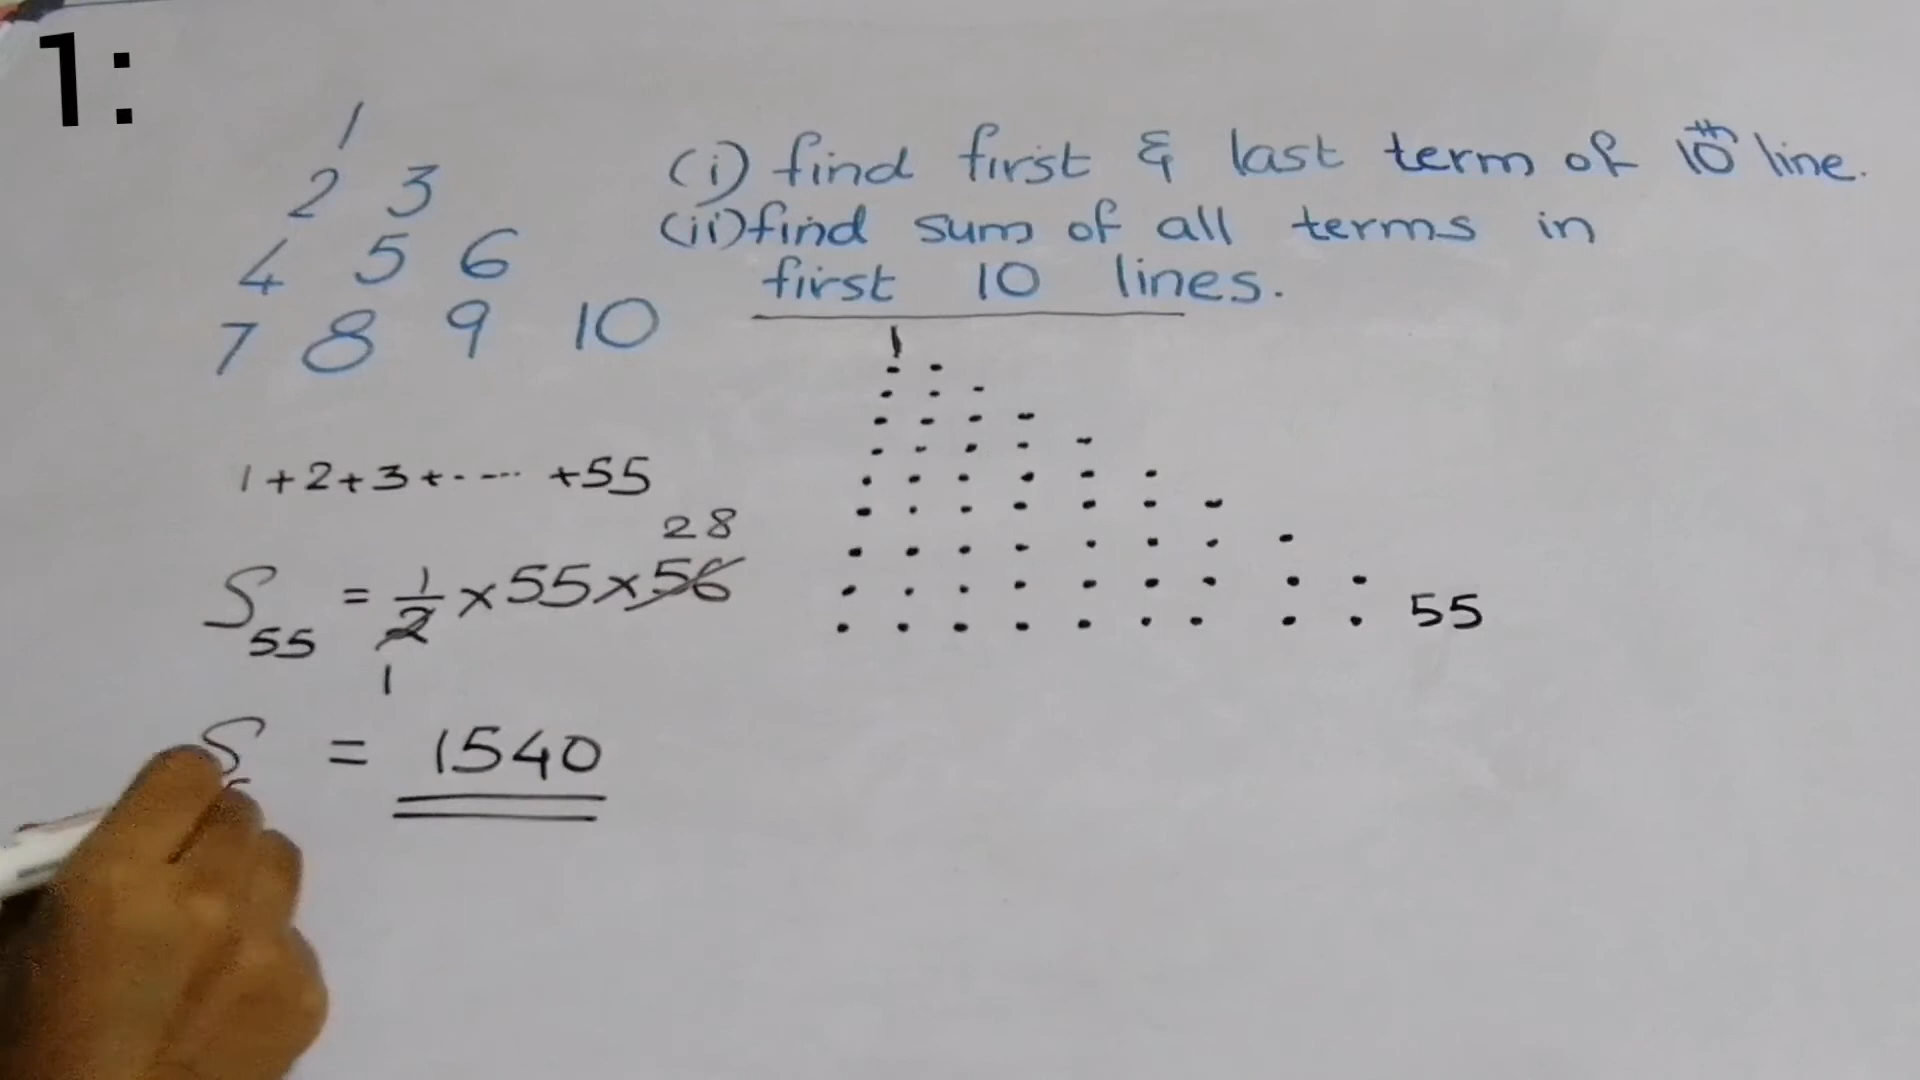 1:
1
2 3
4 5 6
7 8 9 10
(i) find first & last term of 10th line.
(ii) find sum of all terms in
first 10 lines.
1
55
1+2+3+----- +55
28
S55 = 1/2 × 55 × 56
1
S = 1540